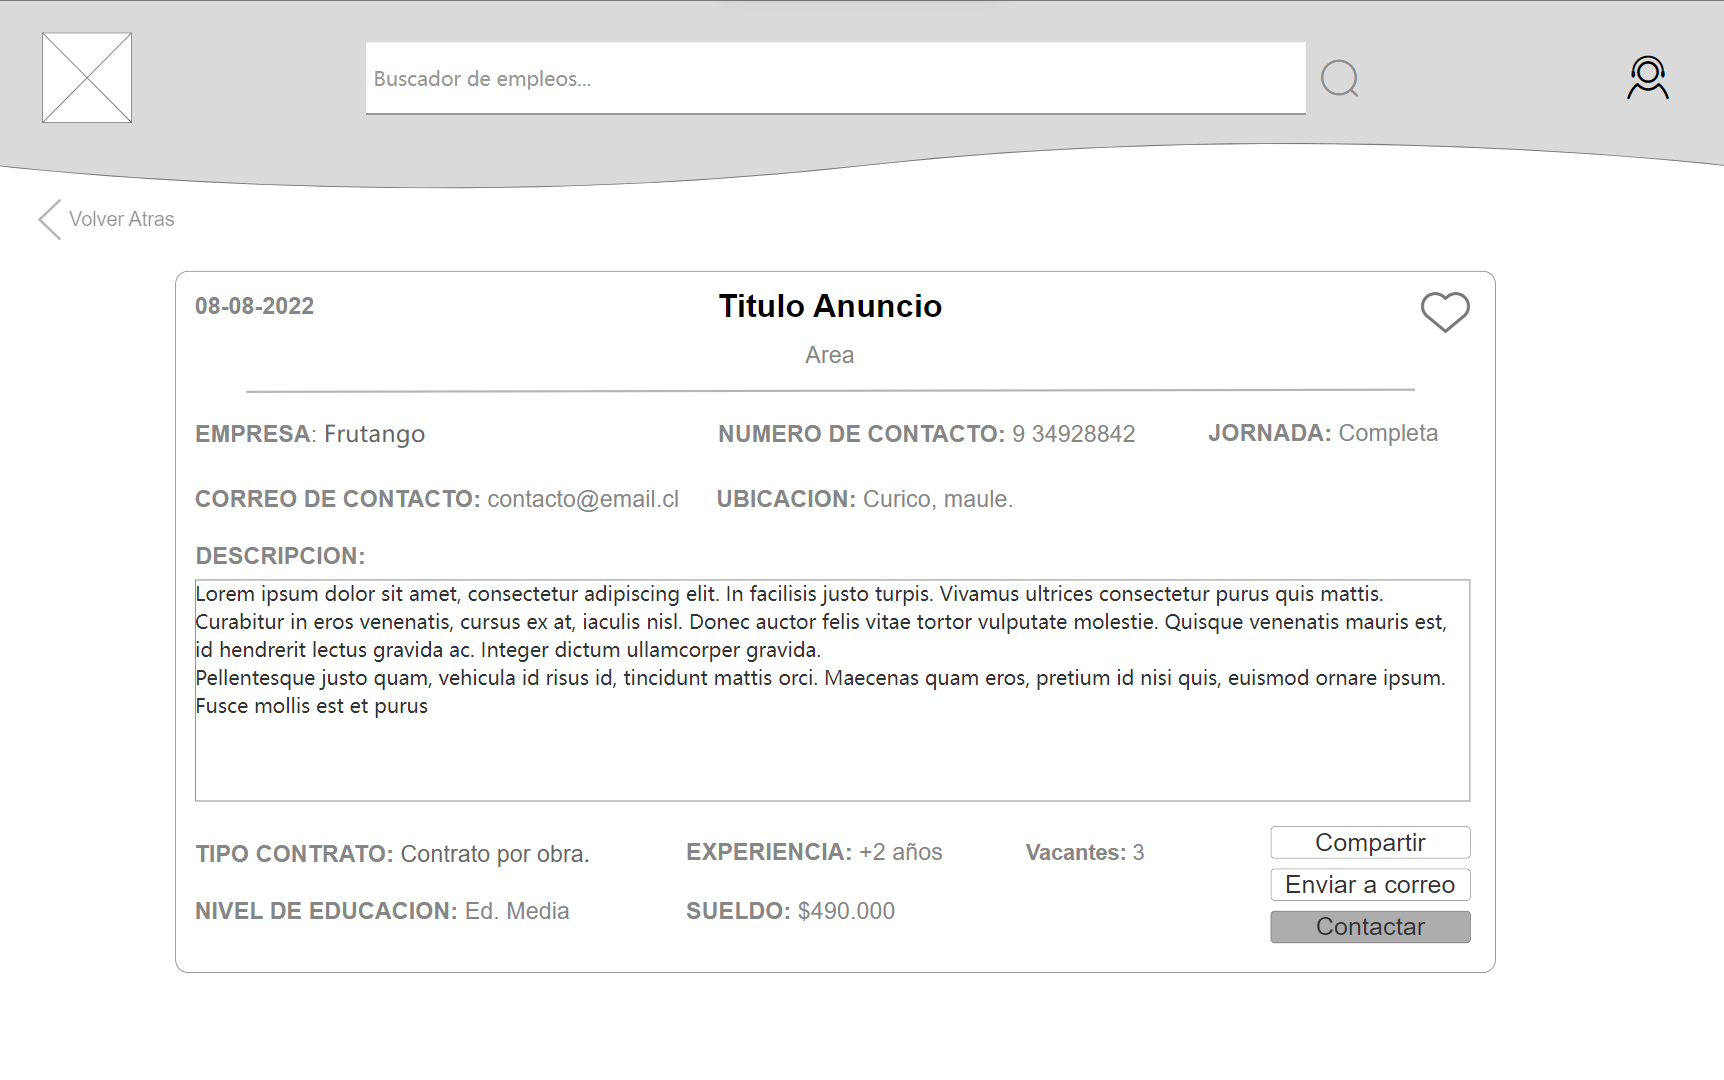 Buscador de empleos...
Volver Atras
08-08-2022
Titulo Anuncio
Area
EMPRESA: Frutango
NUMERO DE CONTACTO: 9 34928842
JORNADA: Completa
CORREO DE CONTACTO: contacto@email.cl
UBICACION: Curico, maule.
DESCRIPCION:
Lorem ipsum dolor sit amet, consectetur adipiscing elit. In facilisis justo turpis. Vivamus ultrices consectetur purus quis mattis.
Curabitur in eros venenatis, cursus ex at, iaculis nisl. Donec auctor felis vitae tortor vulputate molestie. Quisque venenatis mauris est,
id hendrerit lectus gravida ac. Integer dictum ullamcorper gravida.
Pellentesque justo quam, vehicula id risus id, tincidunt mattis orci. Maecenas quam eros, pretium id nisi quis, euismod ornare ipsum.
Fusce mollis est et purus
TIPO CONTRATO: Contrato por obra.
EXPERIENCIA: +2 años
Vacantes: 3
NIVEL DE EDUCACION: Ed. Media
SUELDO: $490.000
Compartir
Enviar a correo
Contactar